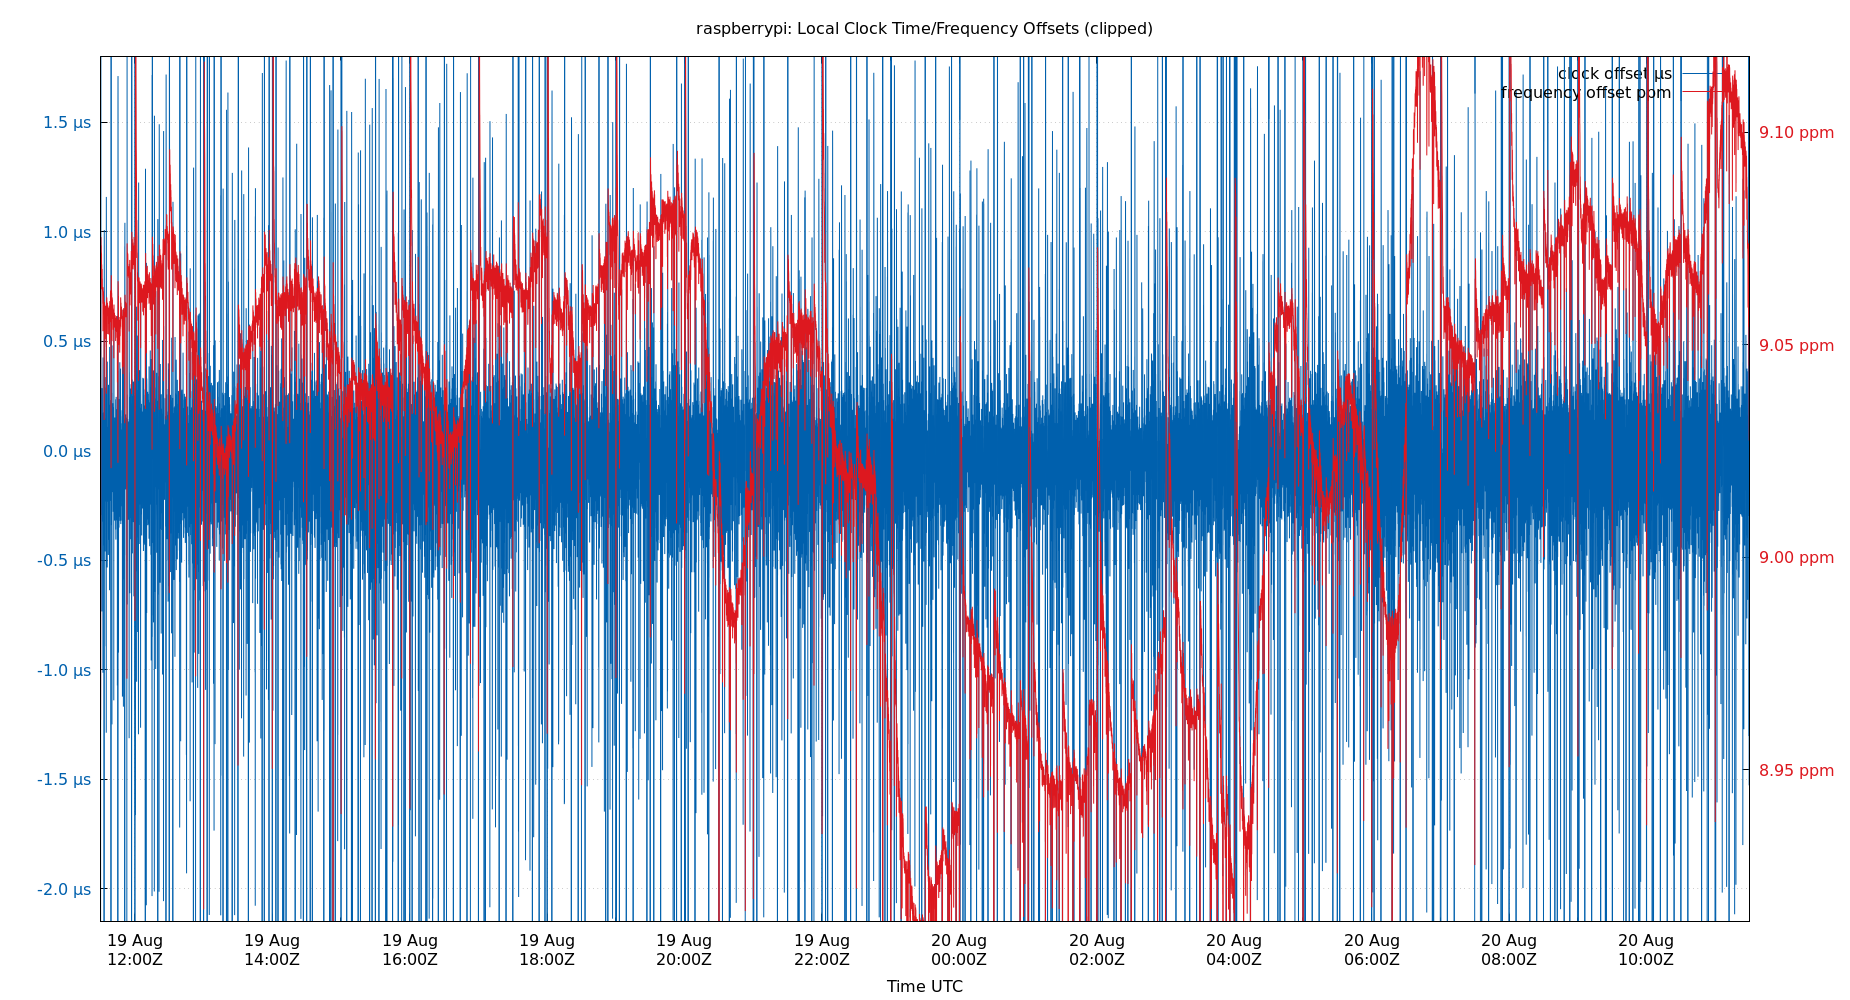 raspberrypi: Local Clock Time/Frequency Offsets (clipped)
clock offset µs
frequency offset ppm
1.5 µs
1.0 µs
0.5 µs
0.0 µs
-0.5 µs
-1.0 µs
-1.5 µs
-2.0 µs
9.10 ppm
9.05 ppm
9.00 ppm
8.95 ppm
19 Aug 19 Aug 19 Aug 19 Aug 19 Aug 19 Aug 20 Aug 20 Aug 20 Aug 20 Aug 20 Aug 20 Aug
12:00Z 14:00Z 16:00Z 18:00Z 20:00Z 22:00Z 00:00Z 02:00Z 04:00Z 06:00Z 08:00Z 10:00Z
Time UTC